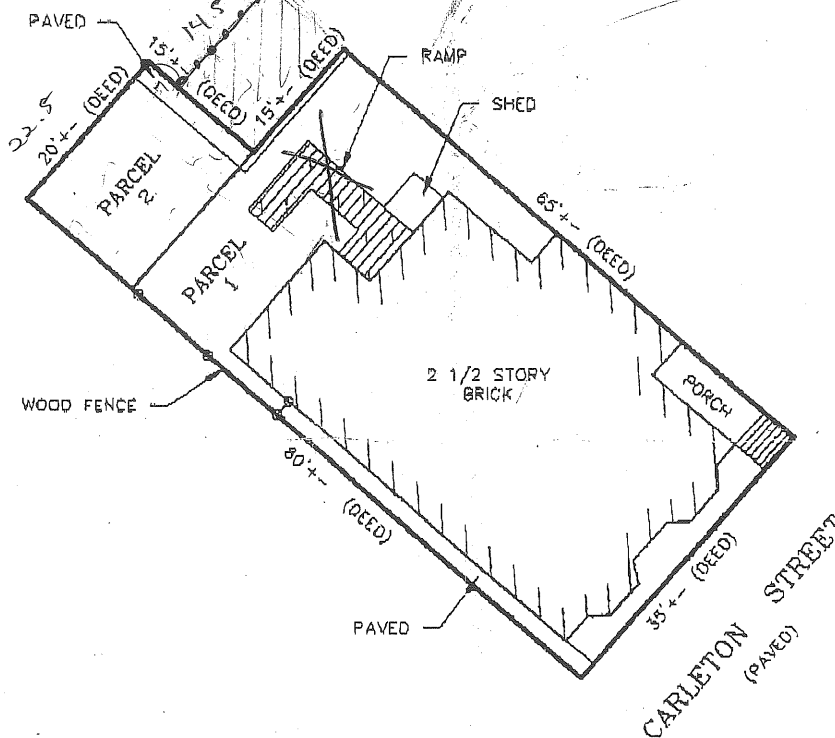 PAVED
14.5
15'+-
(DEED)
15'+- (DEED)
RAMP
SHED
22.5
20'+- (DEED)
PARCEL
2
PARCEL
1
65'+- (DEED)
2 1/2 STORY
BRICK
PORCH
WOOD FENCE
80'+- (DEED)
PAVED
35'+- (DEED)
CARLETON STREET
(PAVED)